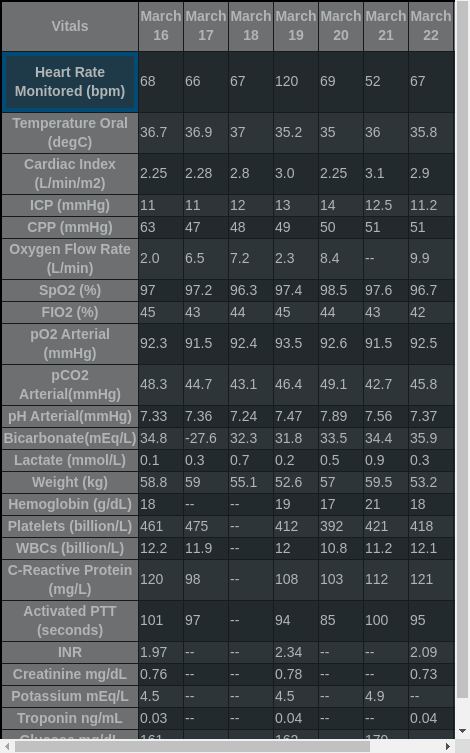 Vitals March 16 March 17 March 18 March 19 March 20 March 21 March 22
Heart Rate Monitored (bpm) 68 66 67 120 69 52 67
Temperature Oral (degC) 36.7 36.9 37 35.2 35 36 35.8
Cardiac Index (L/min/m2) 2.25 2.28 2.8 3.0 2.25 3.1 2.9
ICP (mmHg) 11 11 12 13 14 12.5 11.2
CPP (mmHg) 63 47 48 49 50 51 51
Oxygen Flow Rate (L/min) 2.0 6.5 7.2 2.3 8.4 -- 9.9
SpO2 (%) 97 97.2 96.3 97.4 98.5 97.6 96.7
FIO2 (%) 45 43 44 45 44 43 42
pO2 Arterial (mmHg) 92.3 91.5 92.4 93.5 92.6 91.5 92.5
pCO2 Arterial(mmHg) 48.3 44.7 43.1 46.4 49.1 42.7 45.8
pH Arterial(mmHg) 7.33 7.36 7.24 7.47 7.89 7.56 7.37
Bicarbonate(mEq/L) 34.8 -27.6 32.3 31.8 33.5 34.4 35.9
Lactate (mmol/L) 0.1 0.3 0.7 0.2 0.5 0.9 0.3
Weight (kg) 58.8 59 55.1 52.6 57 59.5 53.2
Hemoglobin (g/dL) 18 -- -- 19 17 21 18
Platelets (billion/L) 461 475 -- 412 392 421 418
WBCs (billion/L) 12.2 11.9 -- 12 10.8 11.2 12.1
C-Reactive Protein (mg/L) 120 98 -- 108 103 112 121
Activated PTT (seconds) 101 97 -- 94 85 100 95
INR 1.97 -- -- 2.34 -- -- 2.09
Creatinine mg/dL 0.76 -- -- 0.78 -- -- 0.73
Potassium mEq/L 4.5 -- -- 4.5 -- 4.9 --
Troponin ng/mL 0.03 -- -- 0.04 -- -- 0.04
Glucose mg/dL 161 -- -- 162 -- 170 --